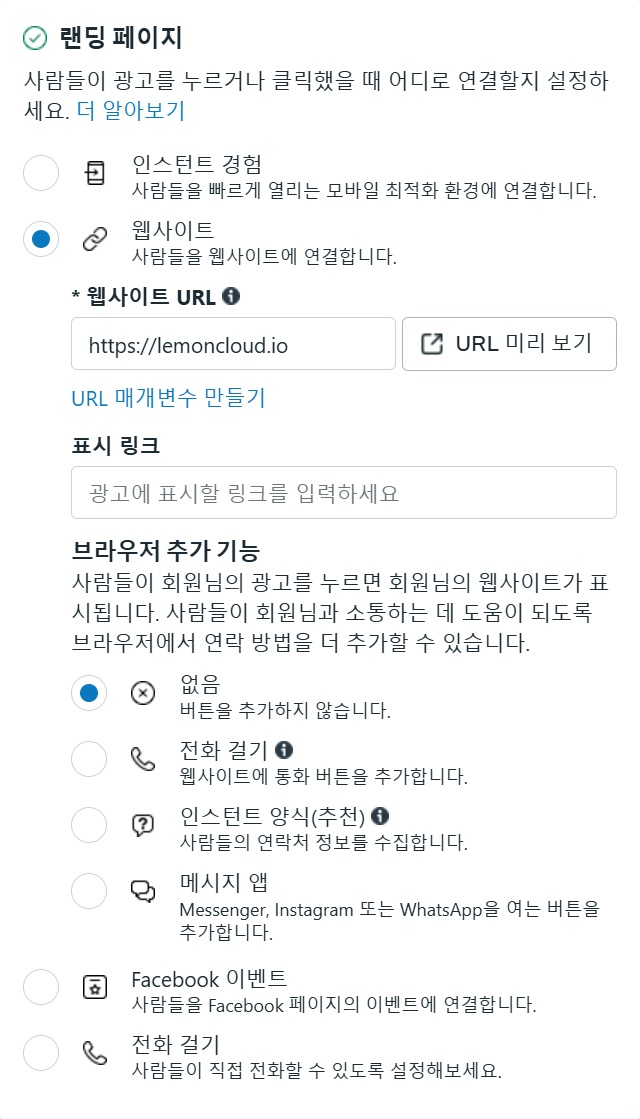 랜딩 페이지
사람들이 광고를 누르거나 클릭했을 때 어디로 연결할지 설정하
세요. 더 알아보기
인스턴트 경험
사람들을 빠르게 열리는 모바일 최적화 환경에 연결합니다.
웹사이트
사람들을 웹사이트에 연결합니다.
* 웹사이트 URL
https://lemoncloud.io
URL 미리 보기
URL 매개변수 만들기
표시 링크
광고에 표시할 링크를 입력하세요
브라우저 추가 기능
사람들이 회원님의 광고를 누르면 회원님의 웹사이트가 표
시됩니다. 사람들이 회원님과 소통하는 데 도움이 되도록
브라우저에서 연락 방법을 더 추가할 수 있습니다.
없음
버튼을 추가하지 않습니다.
전화 걸기
웹사이트에 통화 버튼을 추가합니다.
인스턴트 양식(추천)
사람들의 연락처 정보를 수집합니다.
메시지 앱
Messenger, Instagram 또는 WhatsApp을 여는 버튼을
추가합니다.
Facebook 이벤트
사람들을 Facebook 페이지의 이벤트에 연결합니다.
전화 걸기
사람들이 직접 전화할 수 있도록 설정해보세요.